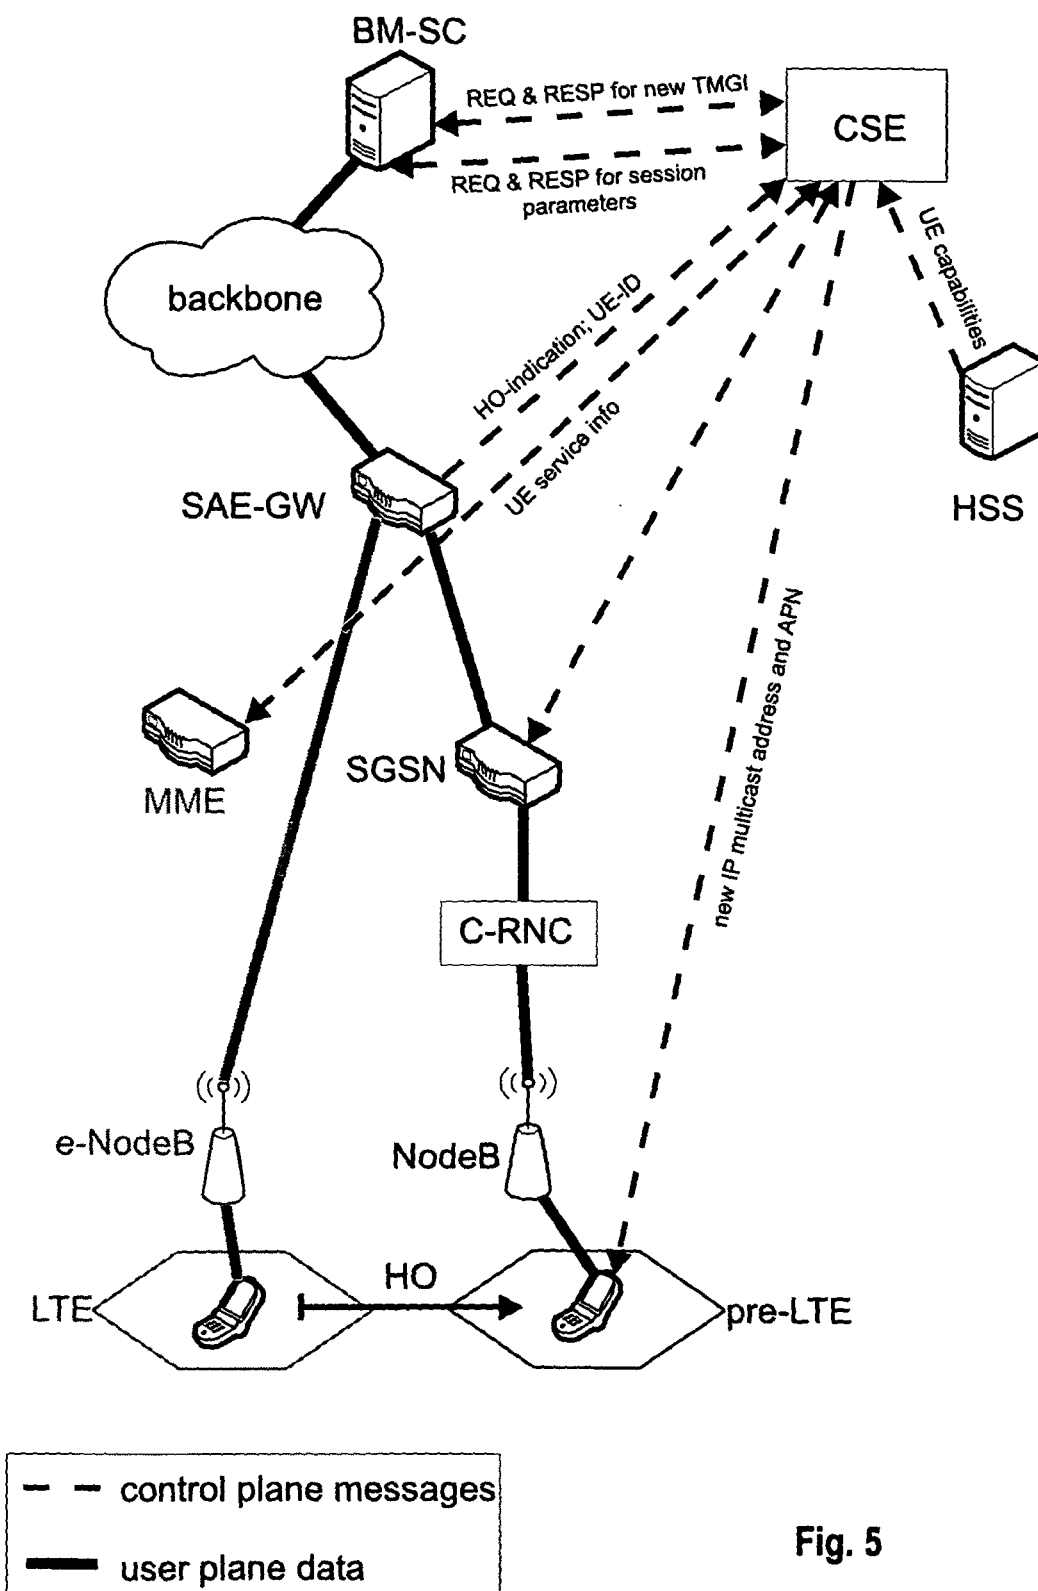 BM-SC
REQ & RESP for new TMGI
CSE
REQ & RESP for session
parameters
UE capabilities
backbone
HO-indication; UE-ID
UE service info
SAE-GW
HSS
new IP multicast address and APN
MME
SGSN
C-RNC
e-NodeB
NodeB
HO
LTE
pre-LTE
control plane messages
user plane data
Fig. 5